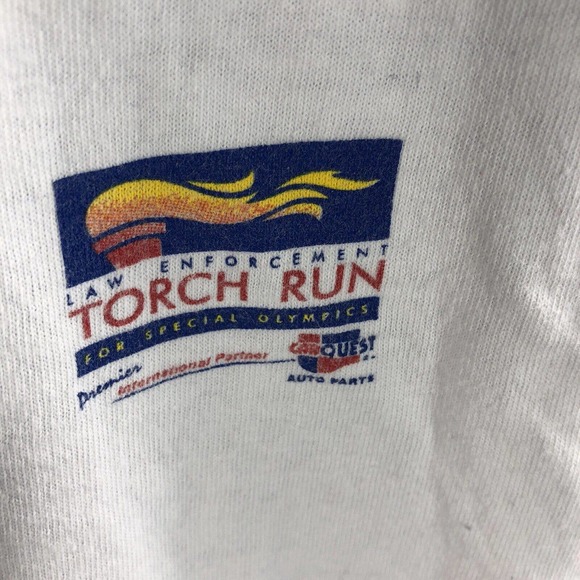 LAW ENFORCEMENT
TORCH RUN
FOR SPECIAL OLYMPICS
Premier
International Partner
CARQUEST
AUTO PARTS